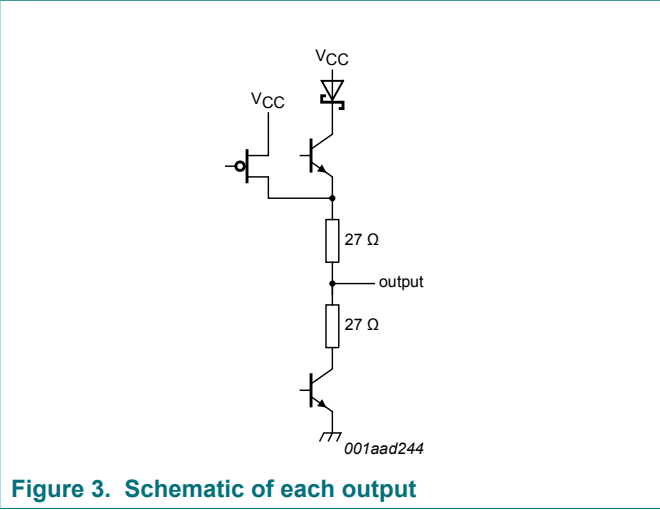 VCC
VCC
27 Ω
output
27 Ω
001aad244
Figure 3. Schematic of each output